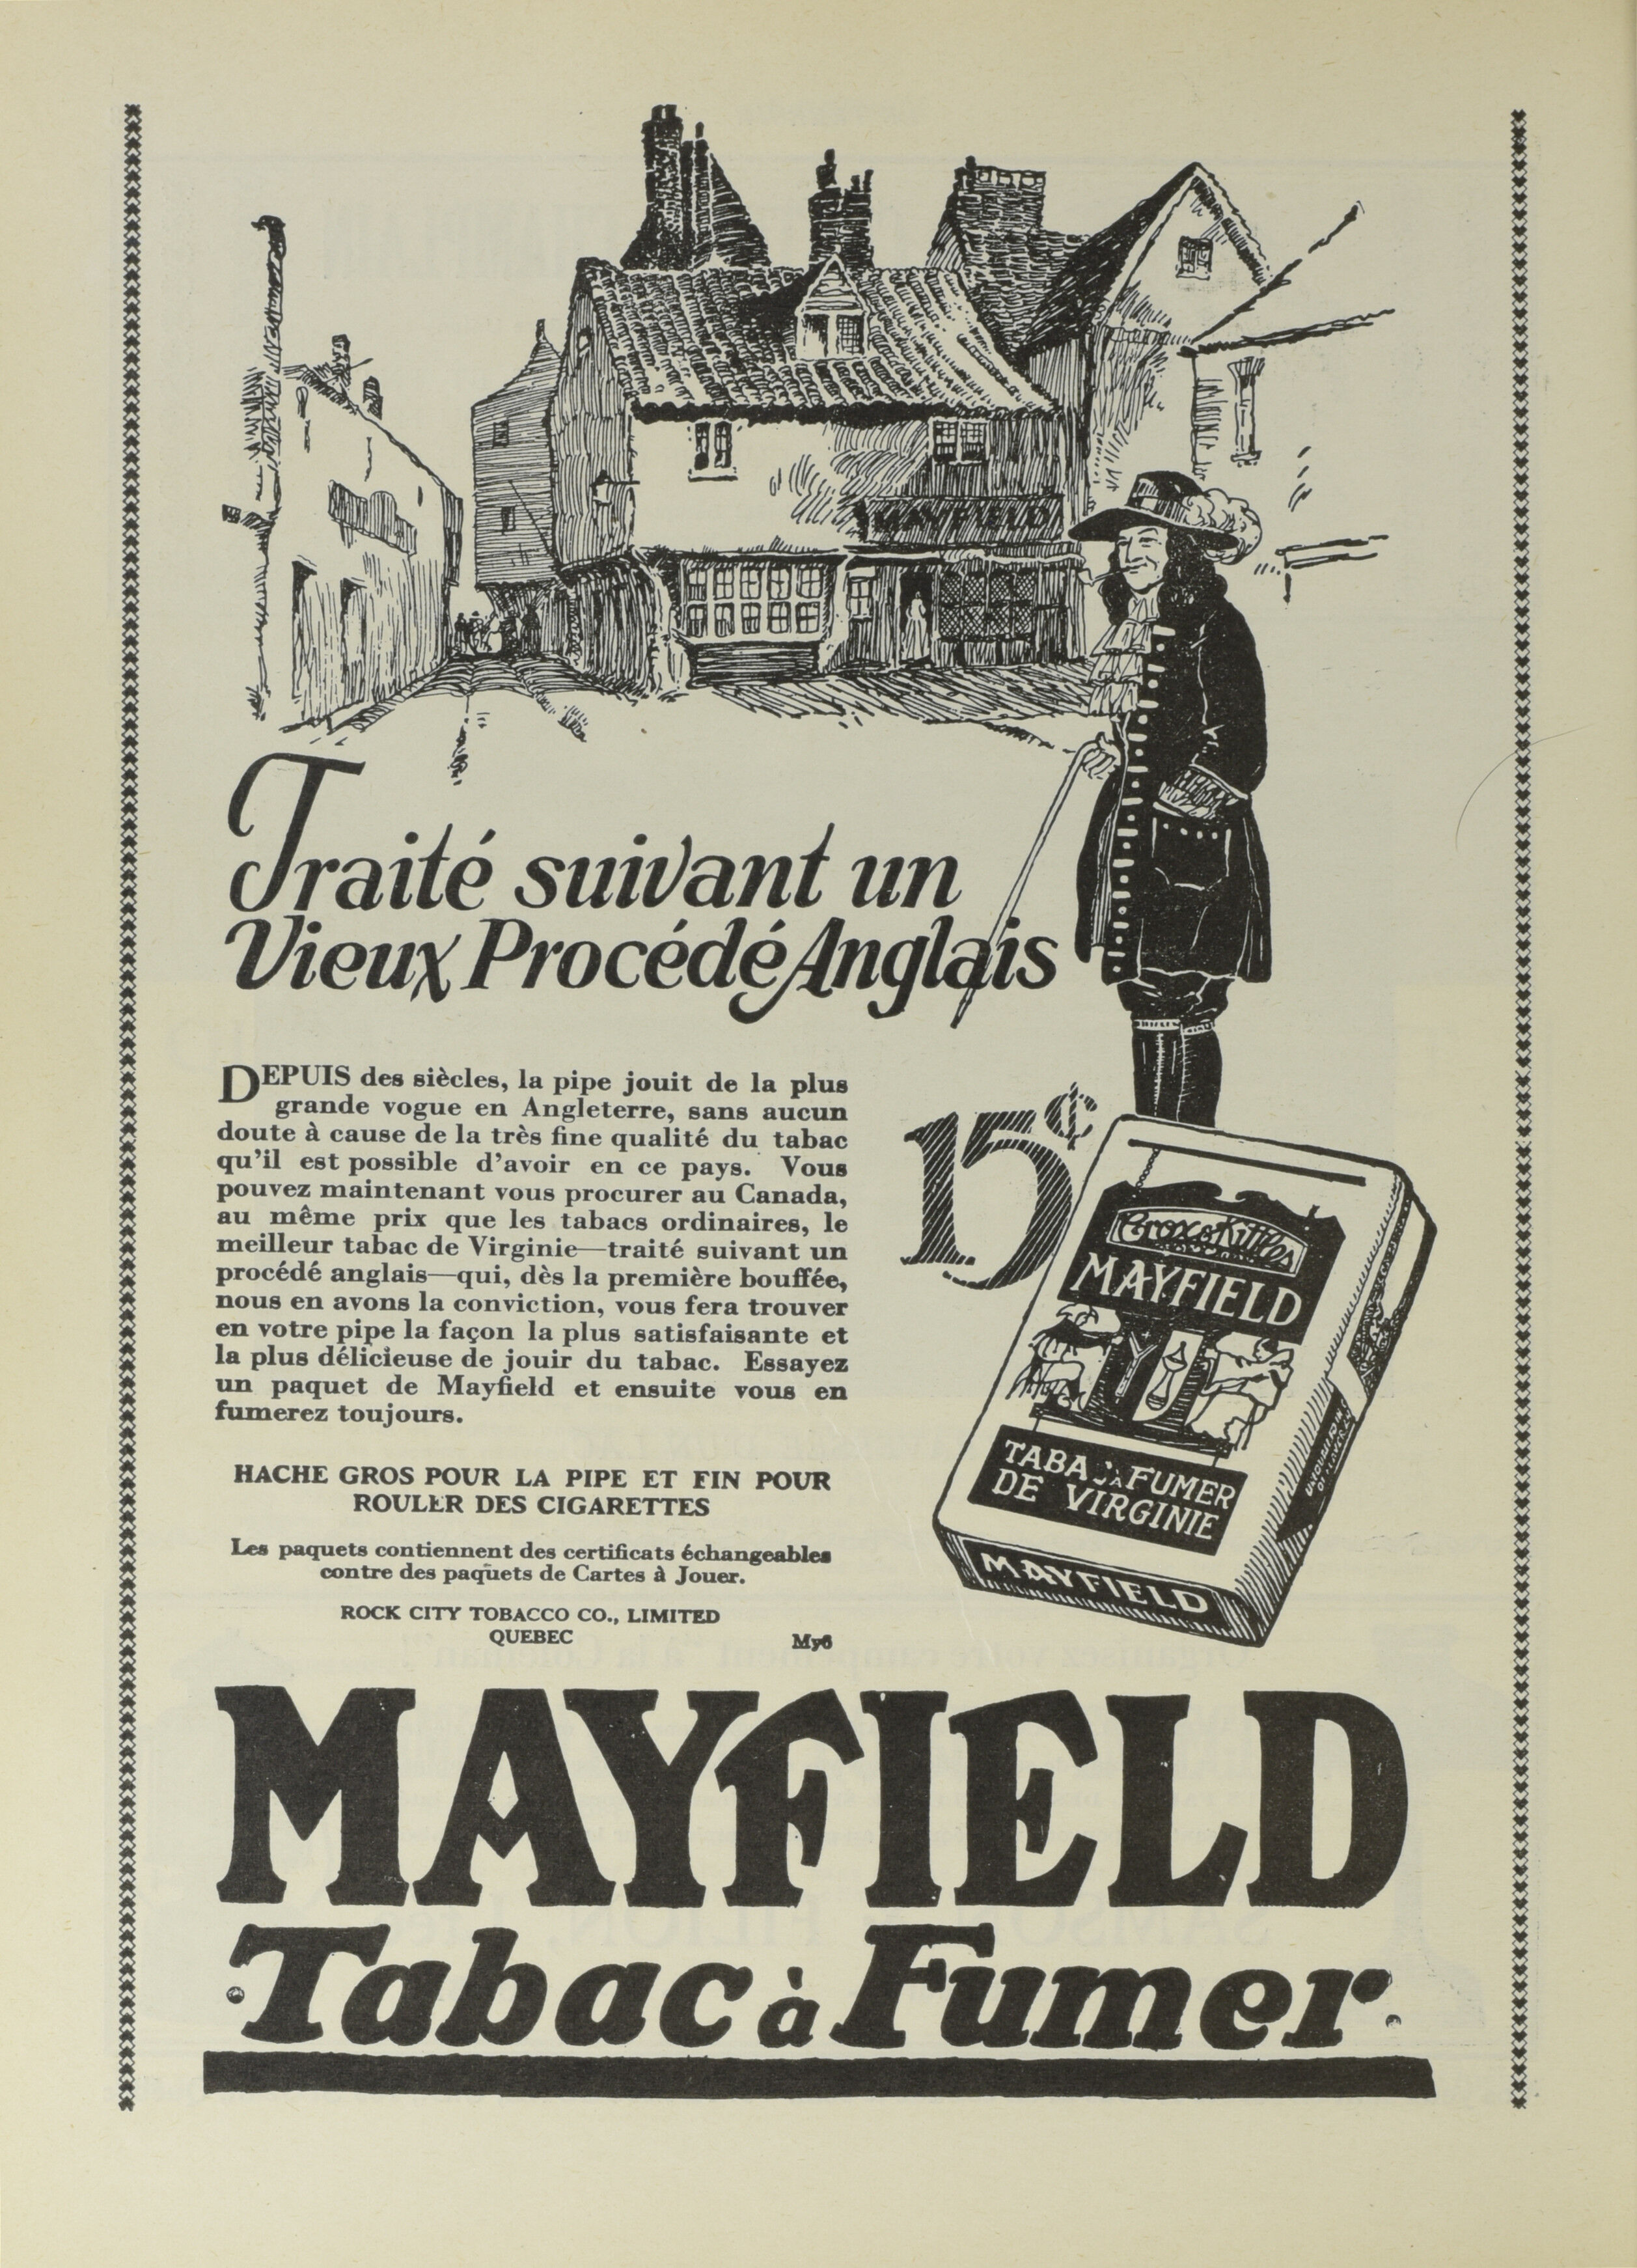 MAYFIELD
Traité suivant un
Vieux Procédé Anglais
DEPUIS des siècles, la pipe jouit de la plus
grande vogue en Angleterre, sans aucun
doute à cause de la très fine qualité du tabac
qu'il est possible d'avoir en ce pays. Vous
pouvez maintenant vous procurer au Canada,
au même prix que les tabacs ordinaires, le
meilleur tabac de Virginie—traité suivant un
procédé anglais—qui, dès la première bouffée,
nous en avons la conviction, vous fera trouver
en votre pipe la façon la plus satisfaisante et
la plus délicieuse de jouir du tabac. Essayez
un paquet de Mayfield et ensuite vous en
fumerez toujours.
HACHE GROS POUR LA PIPE ET FIN POUR
ROULER DES CIGARETTES
Les paquets contiennent des certificats échangeables
contre des paquets de Cartes à Jouer.
ROCK CITY TOBACCO CO., LIMITED
QUEBEC
My6
15¢
MAYFIELD
TABAC À FUMER
DE VIRGINIE
MAYFIELD
MAYFIELD
Tabac à Fumer